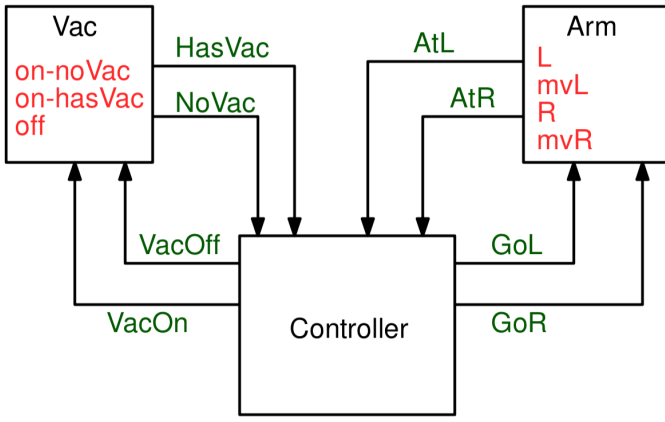 Vac
on-noVac
on-hasVac
off
HasVac
NoVac
AtL
AtR
Arm
L
mvL
R
mvR
VacOff
VacOn
GoL
GoR
Controller